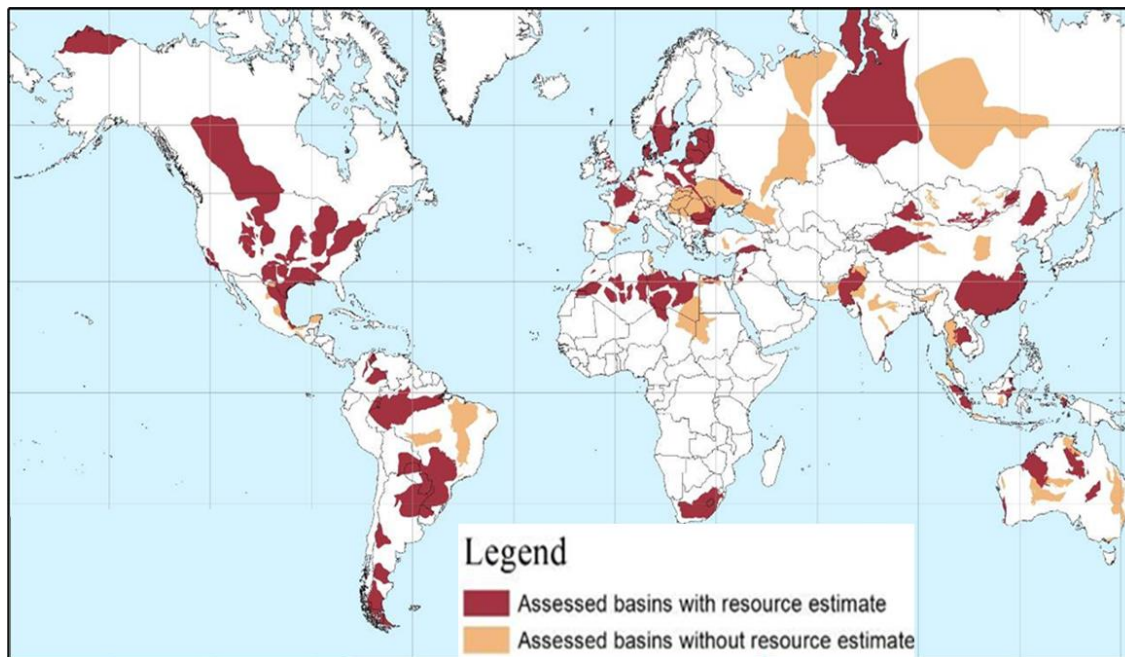 Legend
Assessed basins with resource estimate
Assessed basins without resource estimate